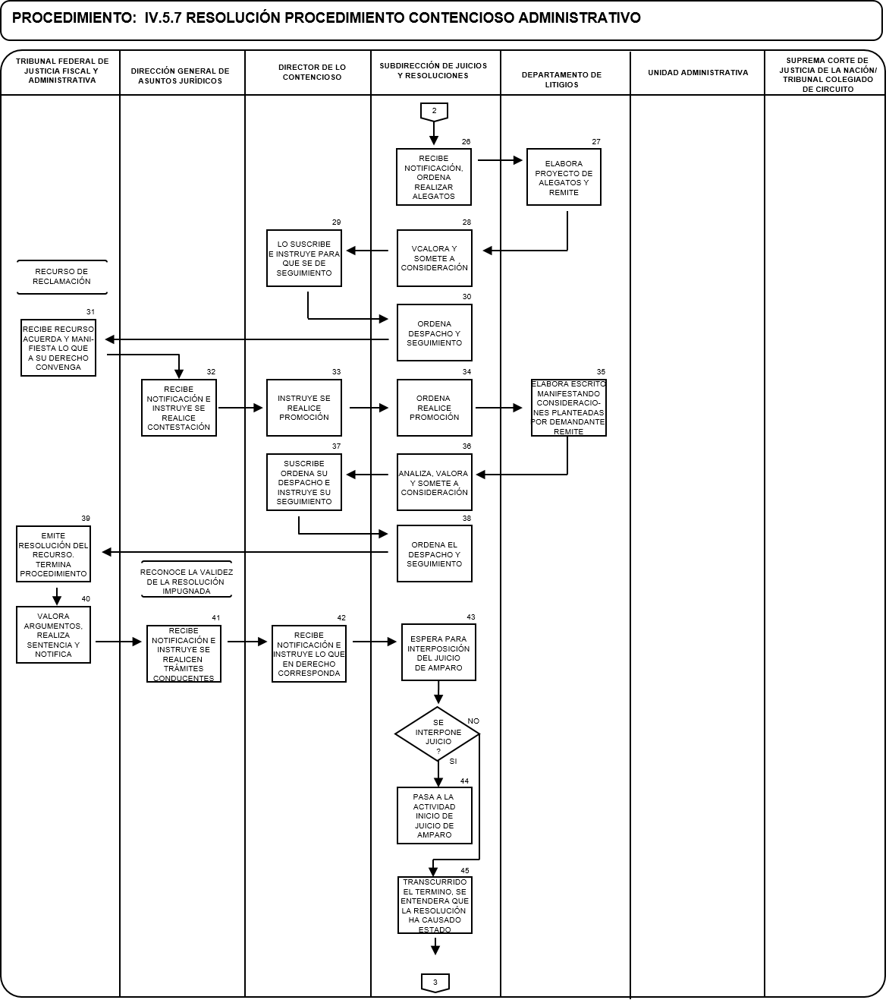 PROCEDIMIENTO: IV.5.7 RESOLUCIÓN PROCEDIMIENTO CONTENCIOSO ADMINISTRATIVO
TRIBUNAL FEDERAL DE
JUSTICIA FISCAL Y
ADMINISTRATIVA
DIRECCIÓN GENERAL DE
ASUNTOS JURÍDICOS
DIRECTOR DE LO
CONTENCIOSO
SUBDIRECCIÓN DE JUICIOS
Y RESOLUCIONES
DEPARTAMENTO DE
LITIGIOS
UNIDAD ADMINISTRATIVA
SUPREMA CORTE DE
JUSTICIA DE LA NACIÓN/
TRIBUNAL COLEGIADO
DE CIRCUITO
2
26
RECIBE
NOTIFICACIÓN,
ORDENA
REALIZAR
ALEGATOS
27
ELABORA
PROYECTO DE
ALEGATOS Y
REMITE
28
VCALORA Y
SOMETE A
CONSIDERACIÓN
29
LO SUSCRIBE
E INSTRUYE PARA
QUE SE DE
SEGUIMIENTO
30
ORDENA
DESPACHO Y
SEGUIMIENTO
RECURSO DE
RECLAMACIÓN
31
RECIBE RECURSO
ACUERDA Y MANI-
FIESTA LO QUE
A SU DERECHO
CONVENGA
32
RECIBE
NOTIFICACIÓN E
INSTRUYE SE
REALICE
CONTESTACIÓN
33
INSTRUYE SE
REALICE
PROMOCIÓN
34
ORDENA
REALICE
PROMOCIÓN
35
ELABORA ESCRITO
MANIFESTANDO
CONSIDERACIO-
NES PLANTEADAS
POR DEMANDANTE
REMITE
36
ANALIZA, VALORA
Y SOMETE A
CONSIDERACIÓN
37
SUSCRIBE
ORDENA SU
DESPACHO E
INSTRUYE SU
SEGUIMIENTO
38
ORDENA EL
DESPACHO Y
SEGUIMIENTO
39
EMITE
RESOLUCIÓN DEL
RECURSO.
TERMINA
PROCEDIMIENTO
RECONOCE LA VALIDEZ
DE LA RESOLUCIÓN
IMPUGNADA
40
VALORA
ARGUMENTOS,
REALIZA
SENTENCIA Y
NOTIFICA
41
RECIBE
NOTIFICACIÓN E
INSTRUYE SE
REALICEN
TRÁMITES
CONDUCENTES
42
RECIBE
NOTIFICACIÓN E
INSTRUYE LO QUE
EN DERECHO
CORRESPONDA
43
ESPERA PARA
INTERPOSICIÓN
DEL JUICIO
DE AMPARO
SE
INTERPONE
JUICIO
?
NO
SI
44
PASA A LA
ACTIVIDAD
INICIO DE
JUICIO DE
AMPARO
45
TRANSCURRIDO
EL TERMINO, SE
ENTENDERA QUE
LA RESOLUCIÓN
HA CAUSADO
ESTADO
3